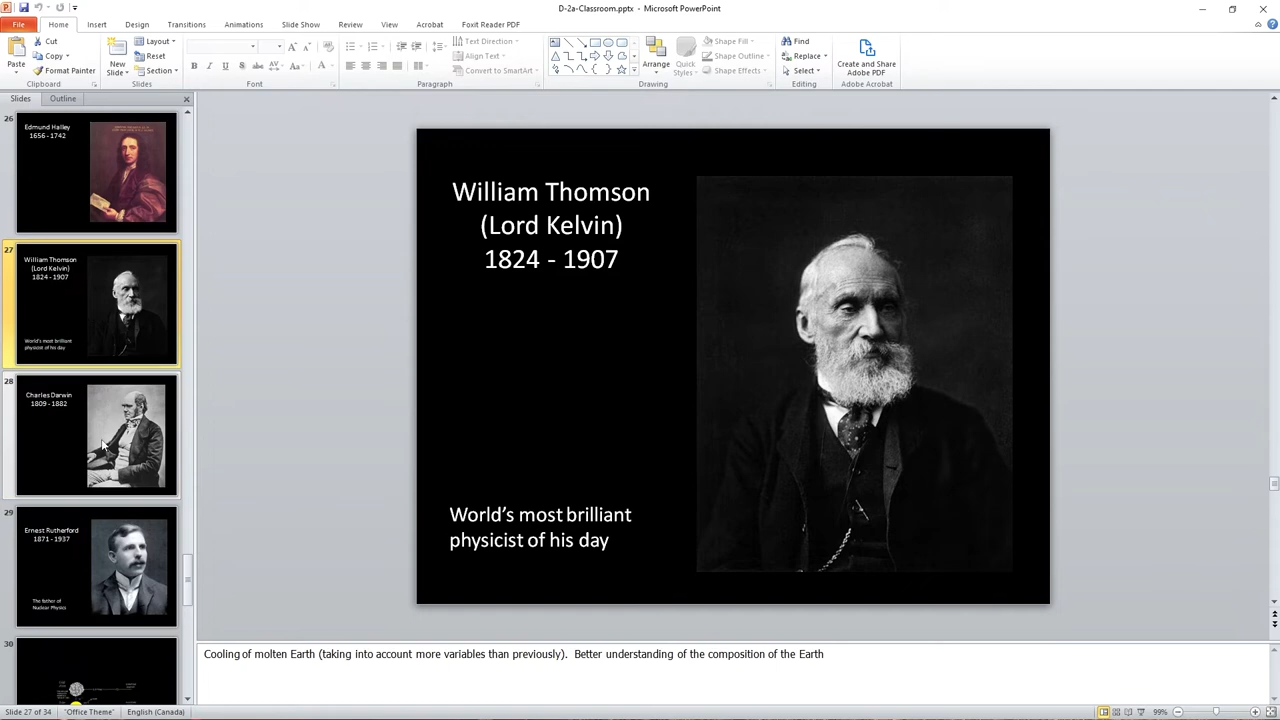 D-2a-Classroom.pptx - Microsoft PowerPoint
File Home Insert Design Transitions Animations Slide Show Review View Acrobat Foxit Reader PDF
Paste
Cut
Copy
Format Painter
Clipboard
New
Slide
Layout
Reset
Section
Slides
B I U S abc AV Aa A
Font
Text Direction
Align Text
Convert to SmartArt
Paragraph
Arrange
Quick
Styles
Shape Fill
Shape Outline
Shape Effects
Drawing
Find
Replace
Select
Editing
Create and Share
Adobe PDF
Adobe Acrobat
Slides Outline
26
Edmund Halley
1656 - 1742
27
William Thomson
(Lord Kelvin)
1824 - 1907
World's most brilliant
physicist of his day
28
Charles Darwin
1809 - 1882
29
Ernest Rutherford
1871 - 1937
The father of
Nuclear Physics
30
William Thomson
(Lord Kelvin)
1824 - 1907
World’s most brilliant
physicist of his day
Cooling of molten Earth (taking into account more variables than previously). Better understanding of the composition of the Earth
Slide 27 of 34 "Office Theme" English (Canada) 99%